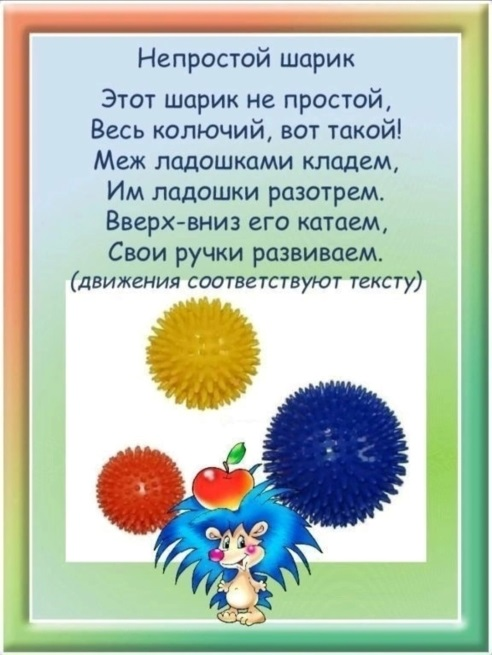 Непростой шарик
Этот шарик не простой,
Весь колючий, вот такой!
Меж ладошками кладем,
Им ладошки разотрем.
Вверх-вниз его катаем,
Свои ручки развиваем.
(движения соответствуют тексту)